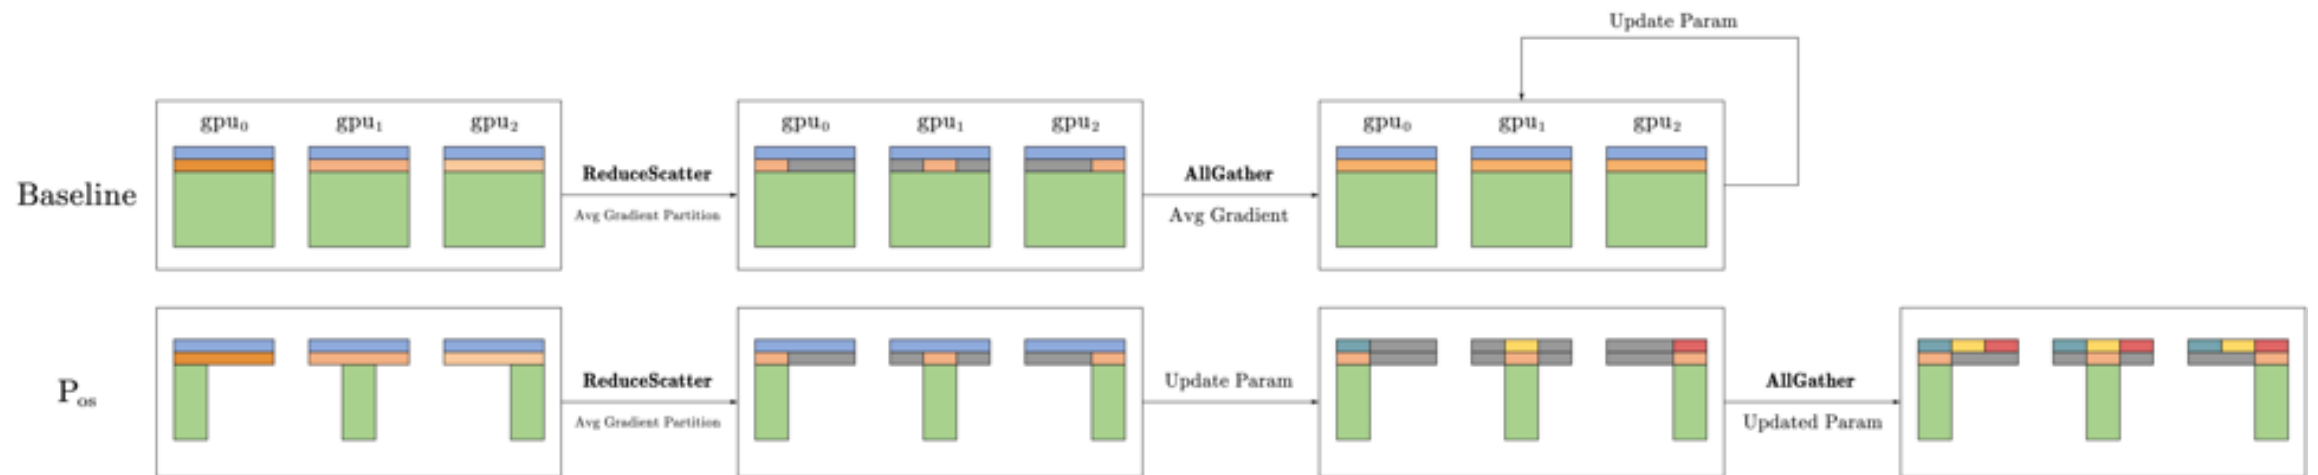 Update Param
gpu₀ gpu₁ gpu₂
gpu₀ gpu₁ gpu₂
gpu₀ gpu₁ gpu₂
Baseline
ReduceScatter
Avg Gradient Partition
AllGather
Avg Gradient
P_os
ReduceScatter
Avg Gradient Partition
Update Param
AllGather
Updated Param